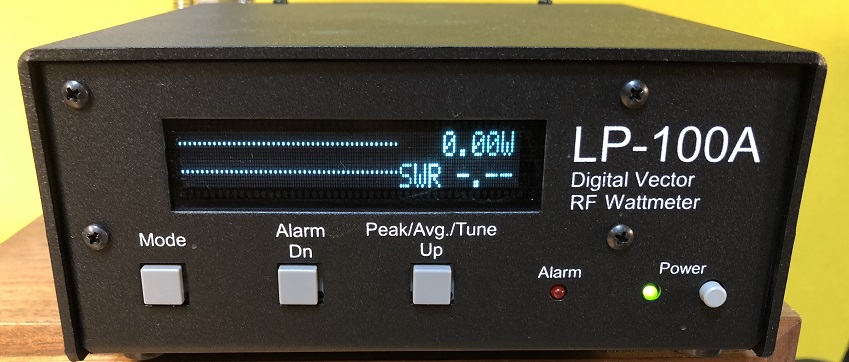 0.00W
SWR -.--
LP-100A
Digital Vector
RF Wattmeter
Mode
Alarm
Dn
Peak/Avg./Tune
Up
Alarm
Power